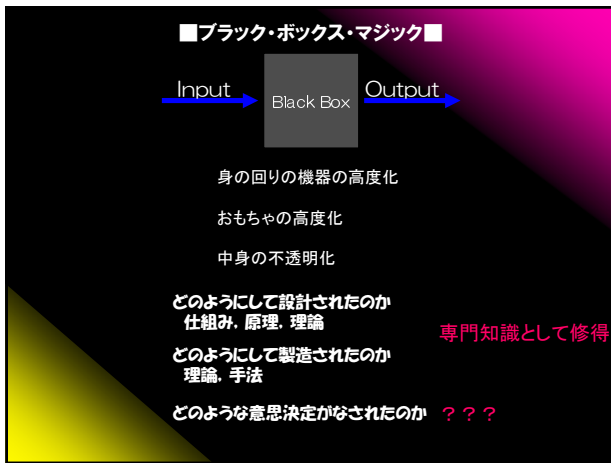 ■ブラック・ボックス・マジック■
Input
Black Box
Output
身の回りの機器の高度化
おもちゃの高度化
中身の不透明化
どのようにして設計されたのか
仕組み，原理，理論
専門知識として修得
どのようにして製造されたのか
理論，手法
どのような意思決定がなされたのか ？？？